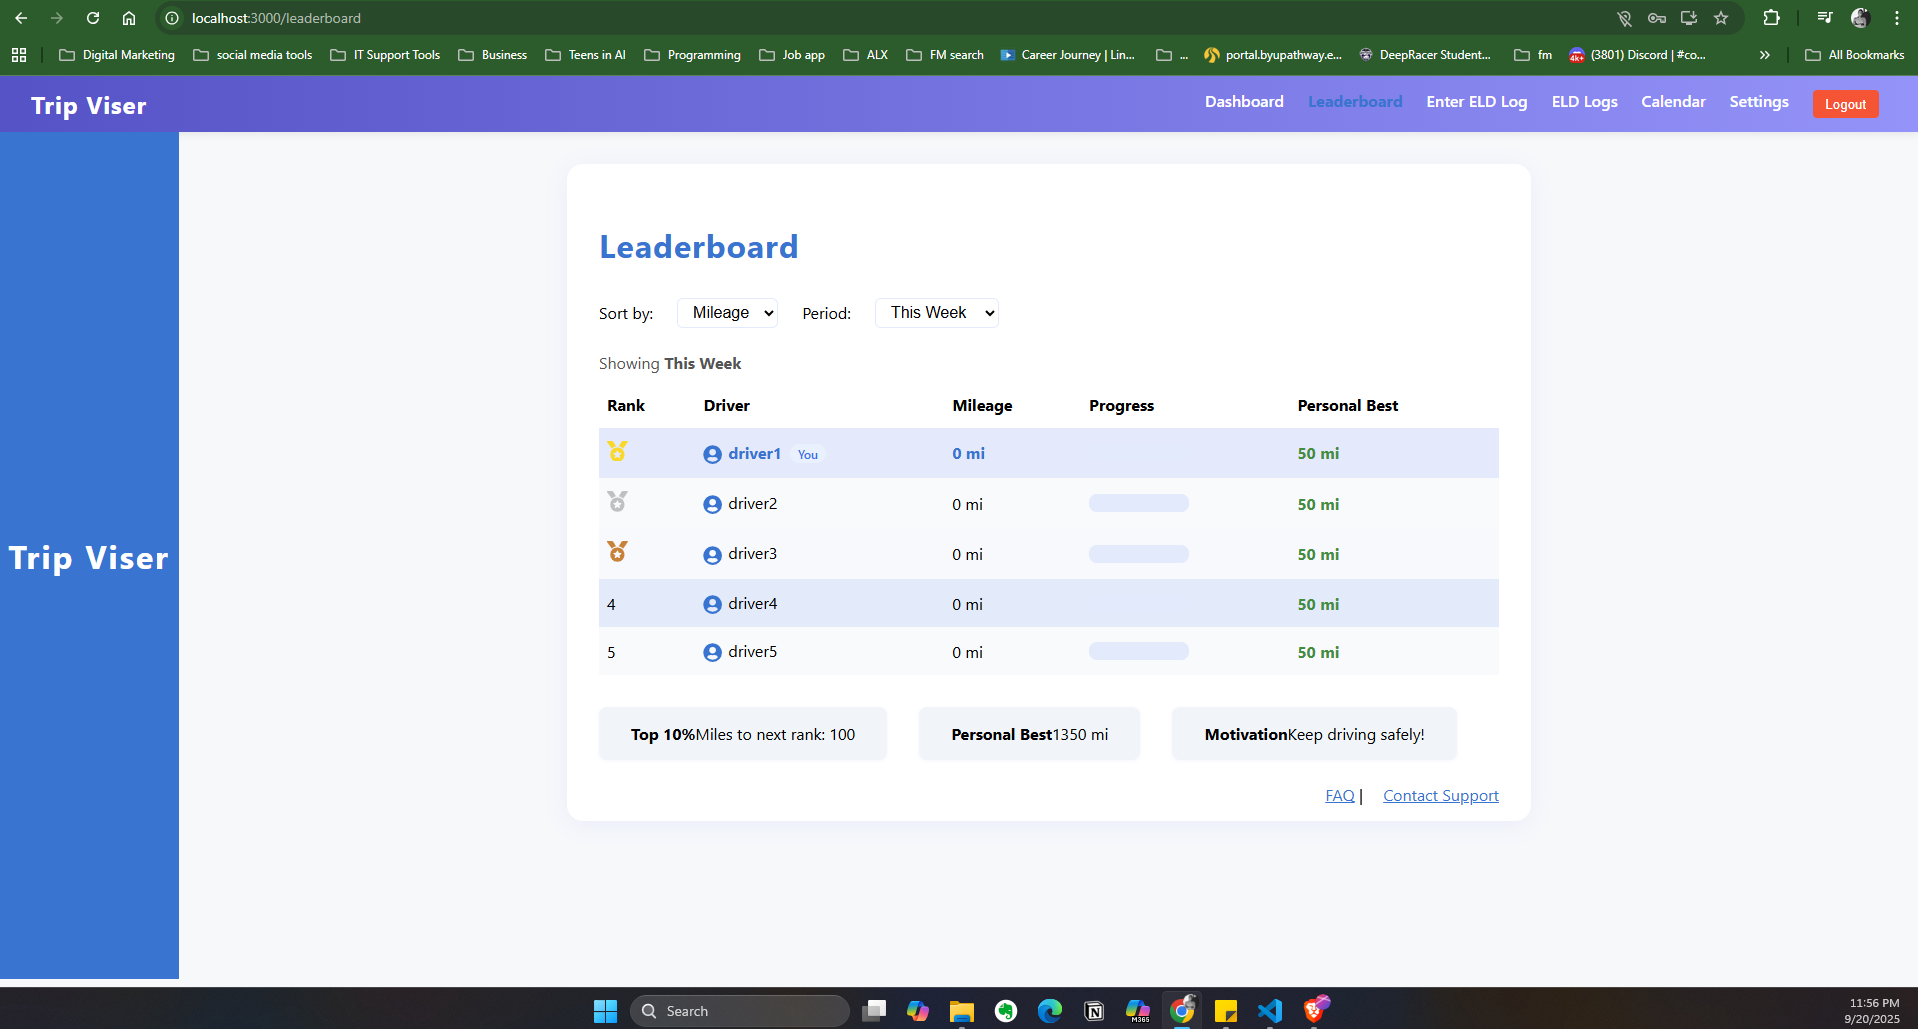 localhost:3000/leaderboard
Digital Marketing social media tools IT Support Tools Business Teens in AI Programming Job app ALX FM search Career Journey | Lin... ... portal.byupathway.e... DeepRacer Student... fm (3801) Discord | #co... » All Bookmarks
Trip Viser Dashboard Leaderboard Enter ELD Log ELD Logs Calendar Settings Logout
Trip Viser
Leaderboard
Sort by: Mileage Period: This Week
Showing This Week
Rank Driver Mileage Progress Personal Best
driver1 You 0 mi 50 mi
driver2 0 mi 50 mi
driver3 0 mi 50 mi
4 driver4 0 mi 50 mi
5 driver5 0 mi 50 mi
Top 10%Miles to next rank: 100 Personal Best1350 mi MotivationKeep driving safely!
FAQ | Contact Support
Search M365 11:56 PM
9/20/2025